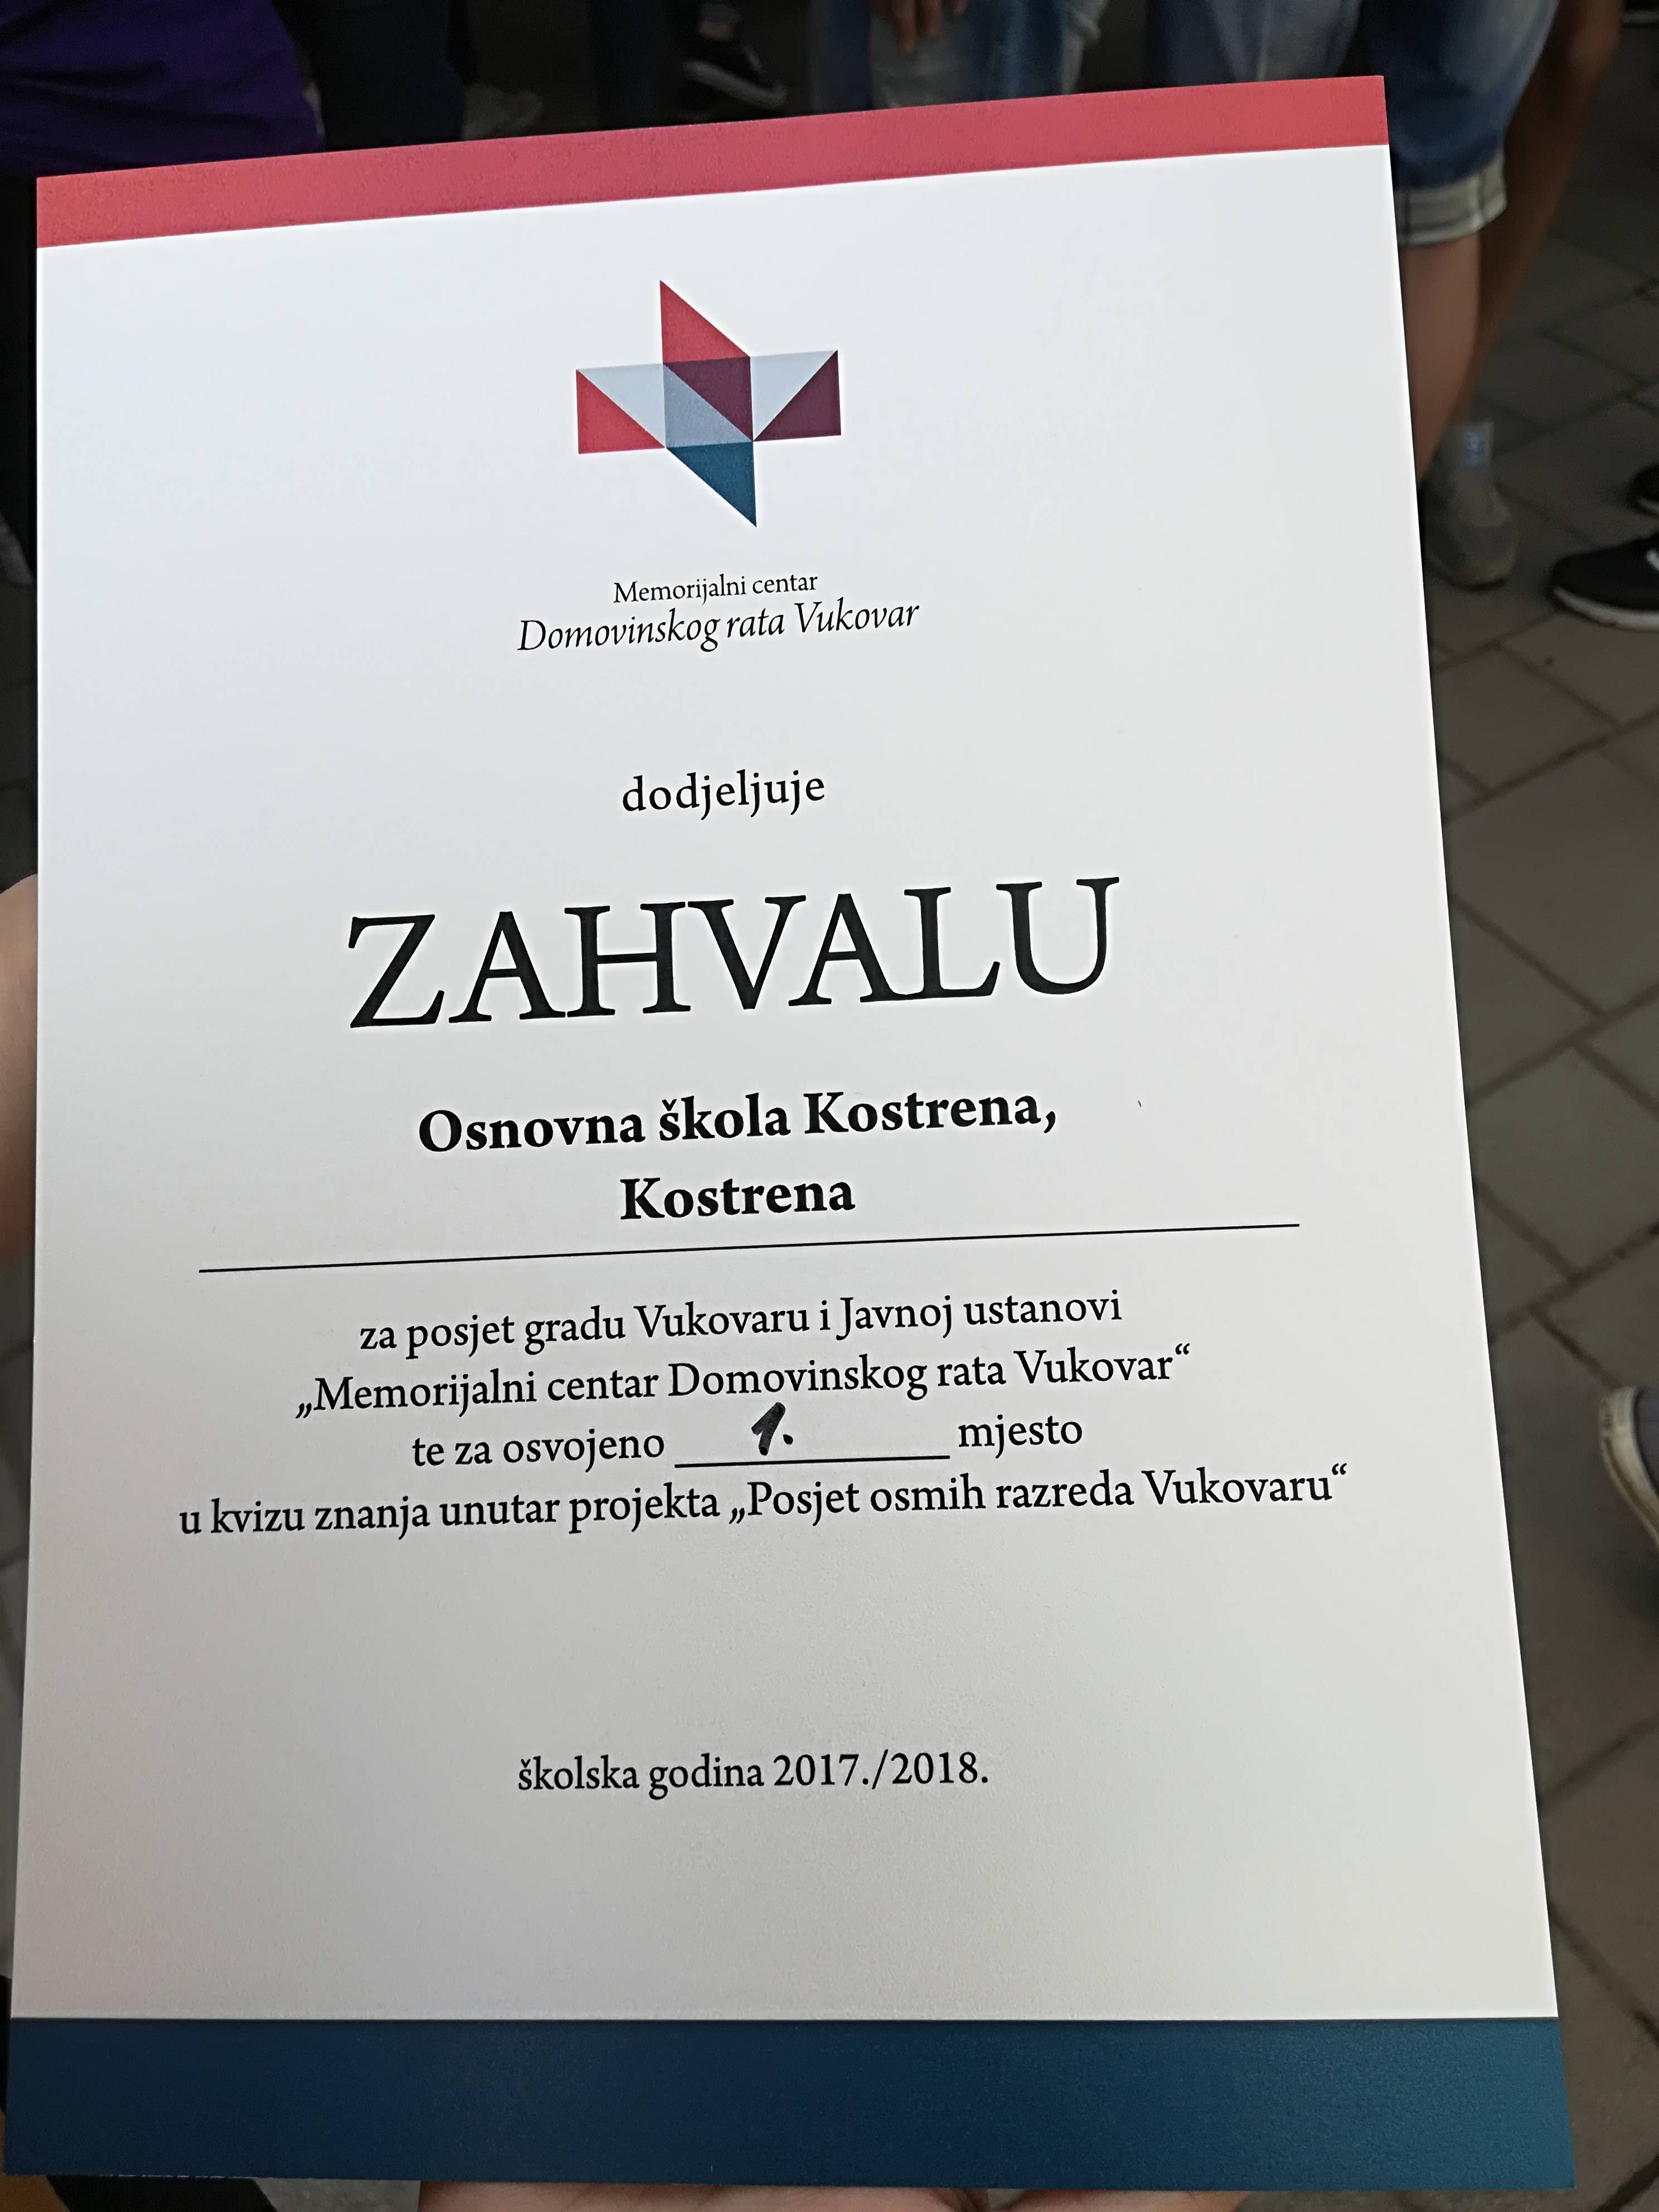 Memorijalni centar
Domovinskog rata Vukovar
dodjeljuje
ZAHVALU
Osnovna škola Kostrena,
Kostrena
za posjet gradu Vukovaru i Javnoj ustanovi
„Memorijalni centar Domovinskog rata Vukovar“
te za osvojeno 1. mjesto
u kvizu znanja unutar projekta „Posjet osmih razreda Vukovaru“
školska godina 2017./2018.